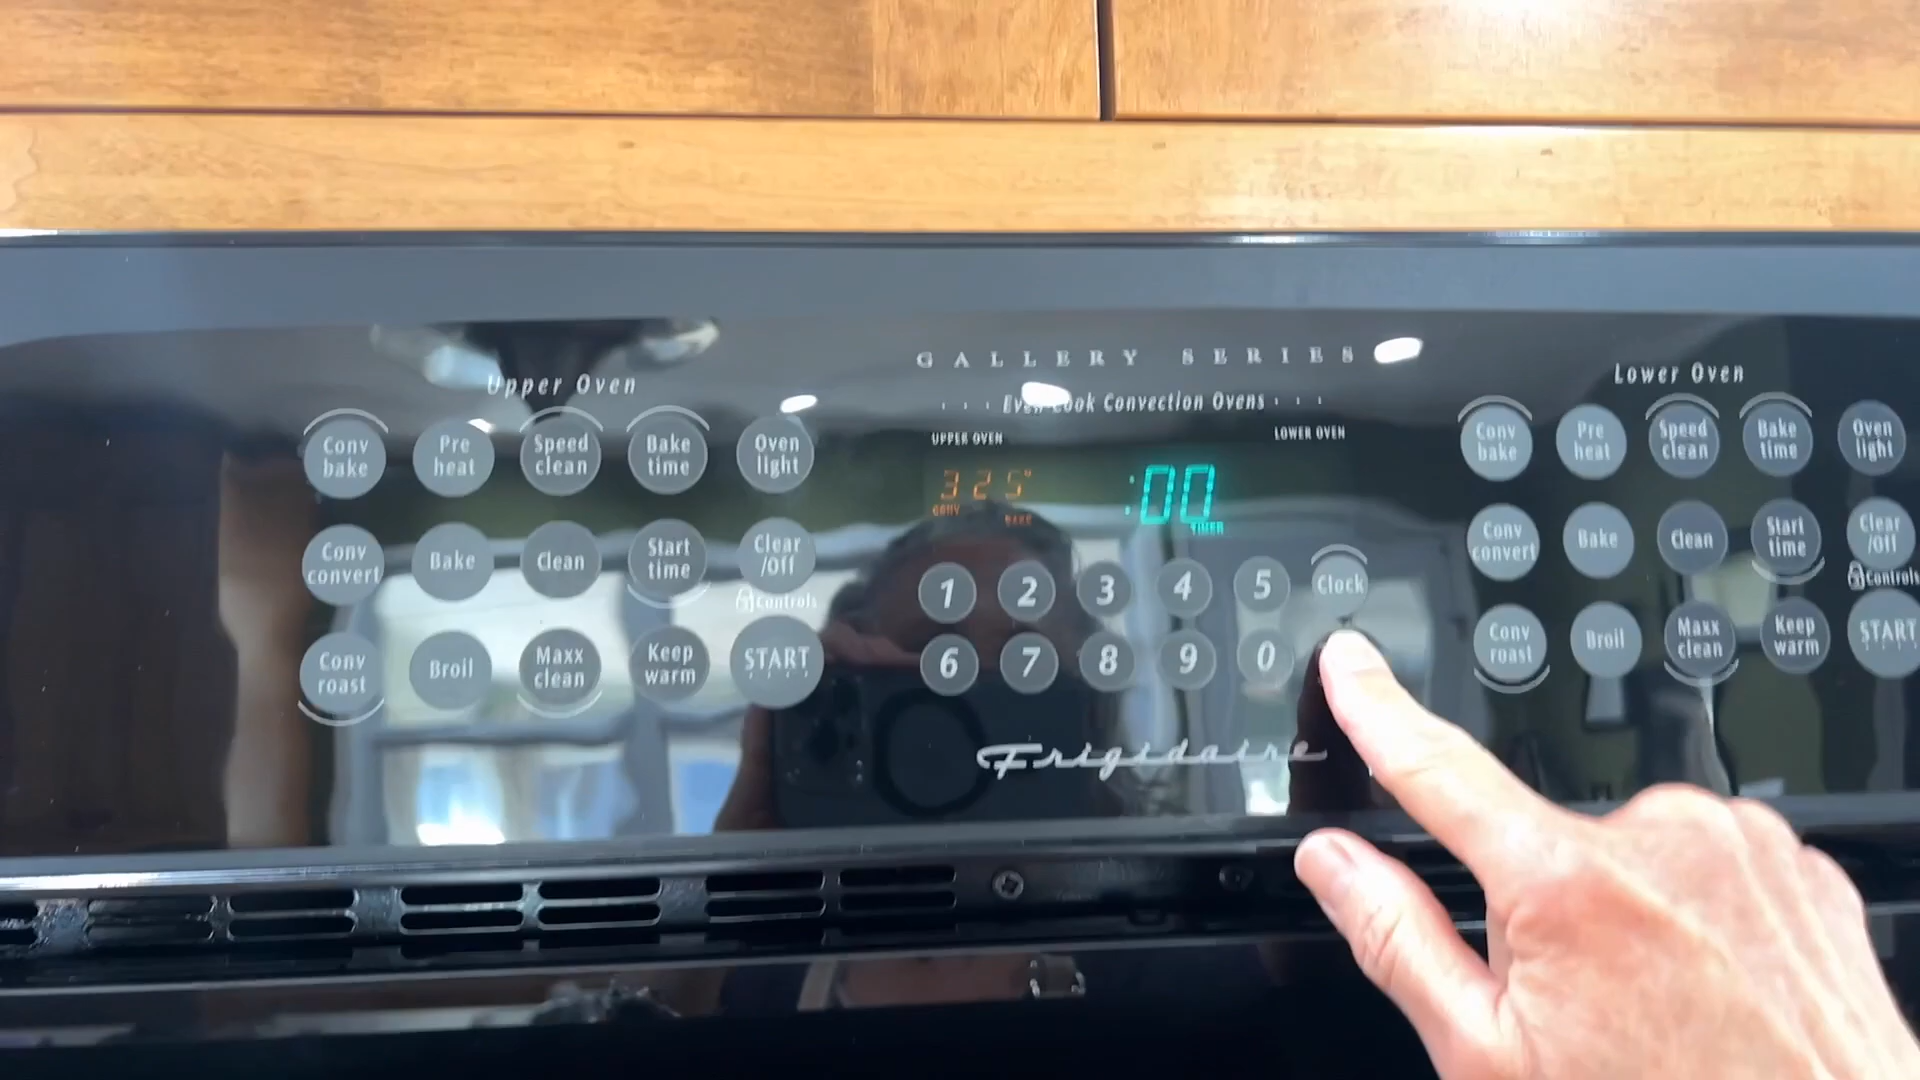 GALLERY SERIES
Even Cook Convection Ovens
Upper Oven
Conv bake
Pre heat
Speed clean
Bake time
Oven light
Conv convert
Bake
Clean
Start time
Clear /Off
Controls
Conv roast
Broil
Maxx clean
Keep warm
START
UPPER OVEN
LOWER OVEN
325°
CONV
BAKE
:00
TIMER
1 2 3 4 5 Clock
6 7 8 9 0
Frigidaire
Lower Oven
Conv bake
Pre heat
Speed clean
Bake time
Oven light
Conv convert
Bake
Clean
Start time
Clear /Off
Controls
Conv roast
Broil
Maxx clean
Keep warm
START